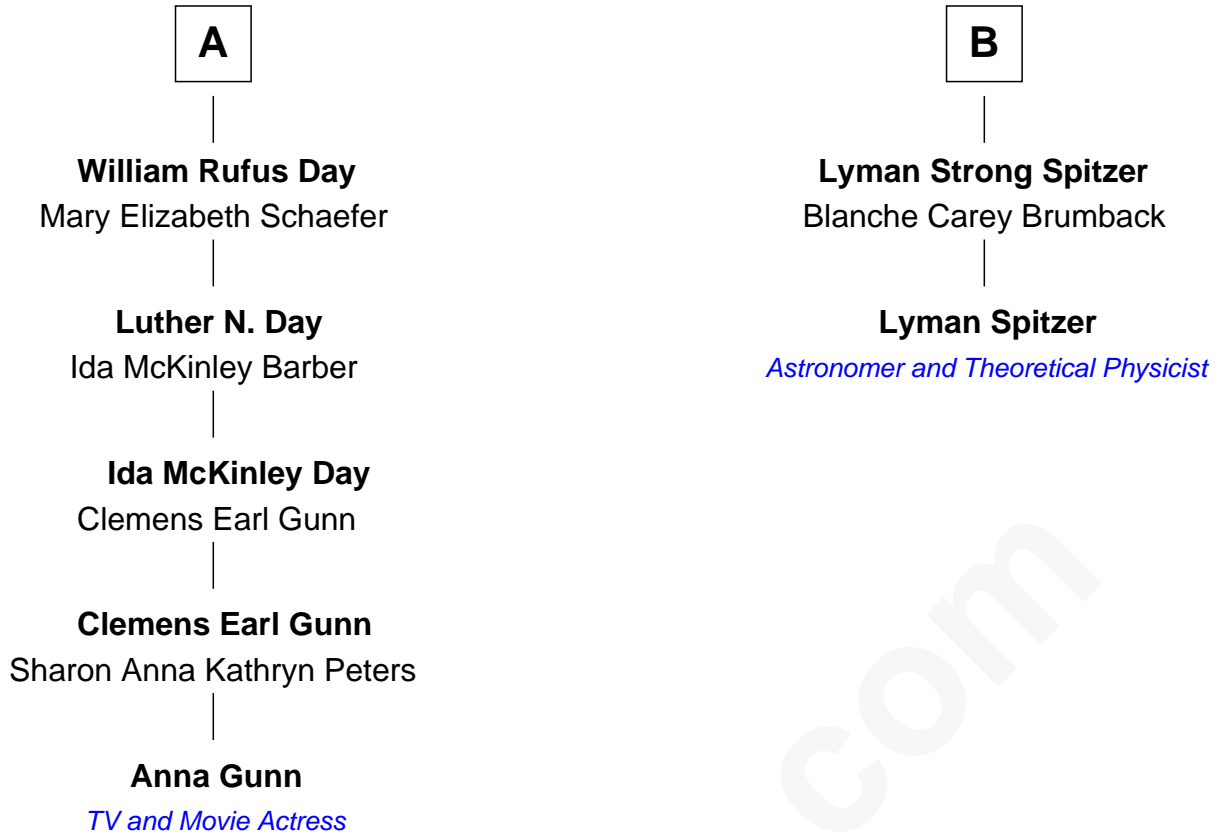 A
William Rufus Day
Mary Elizabeth Schaefer
Luther N. Day
Ida McKinley Barber
Ida McKinley Day
Clemens Earl Gunn
Clemens Earl Gunn
Sharon Anna Kathryn Peters
Anna Gunn
TV and Movie Actress
B
Lyman Strong Spitzer
Blanche Carey Brumback
Lyman Spitzer
Astronomer and Theoretical Physicist
com